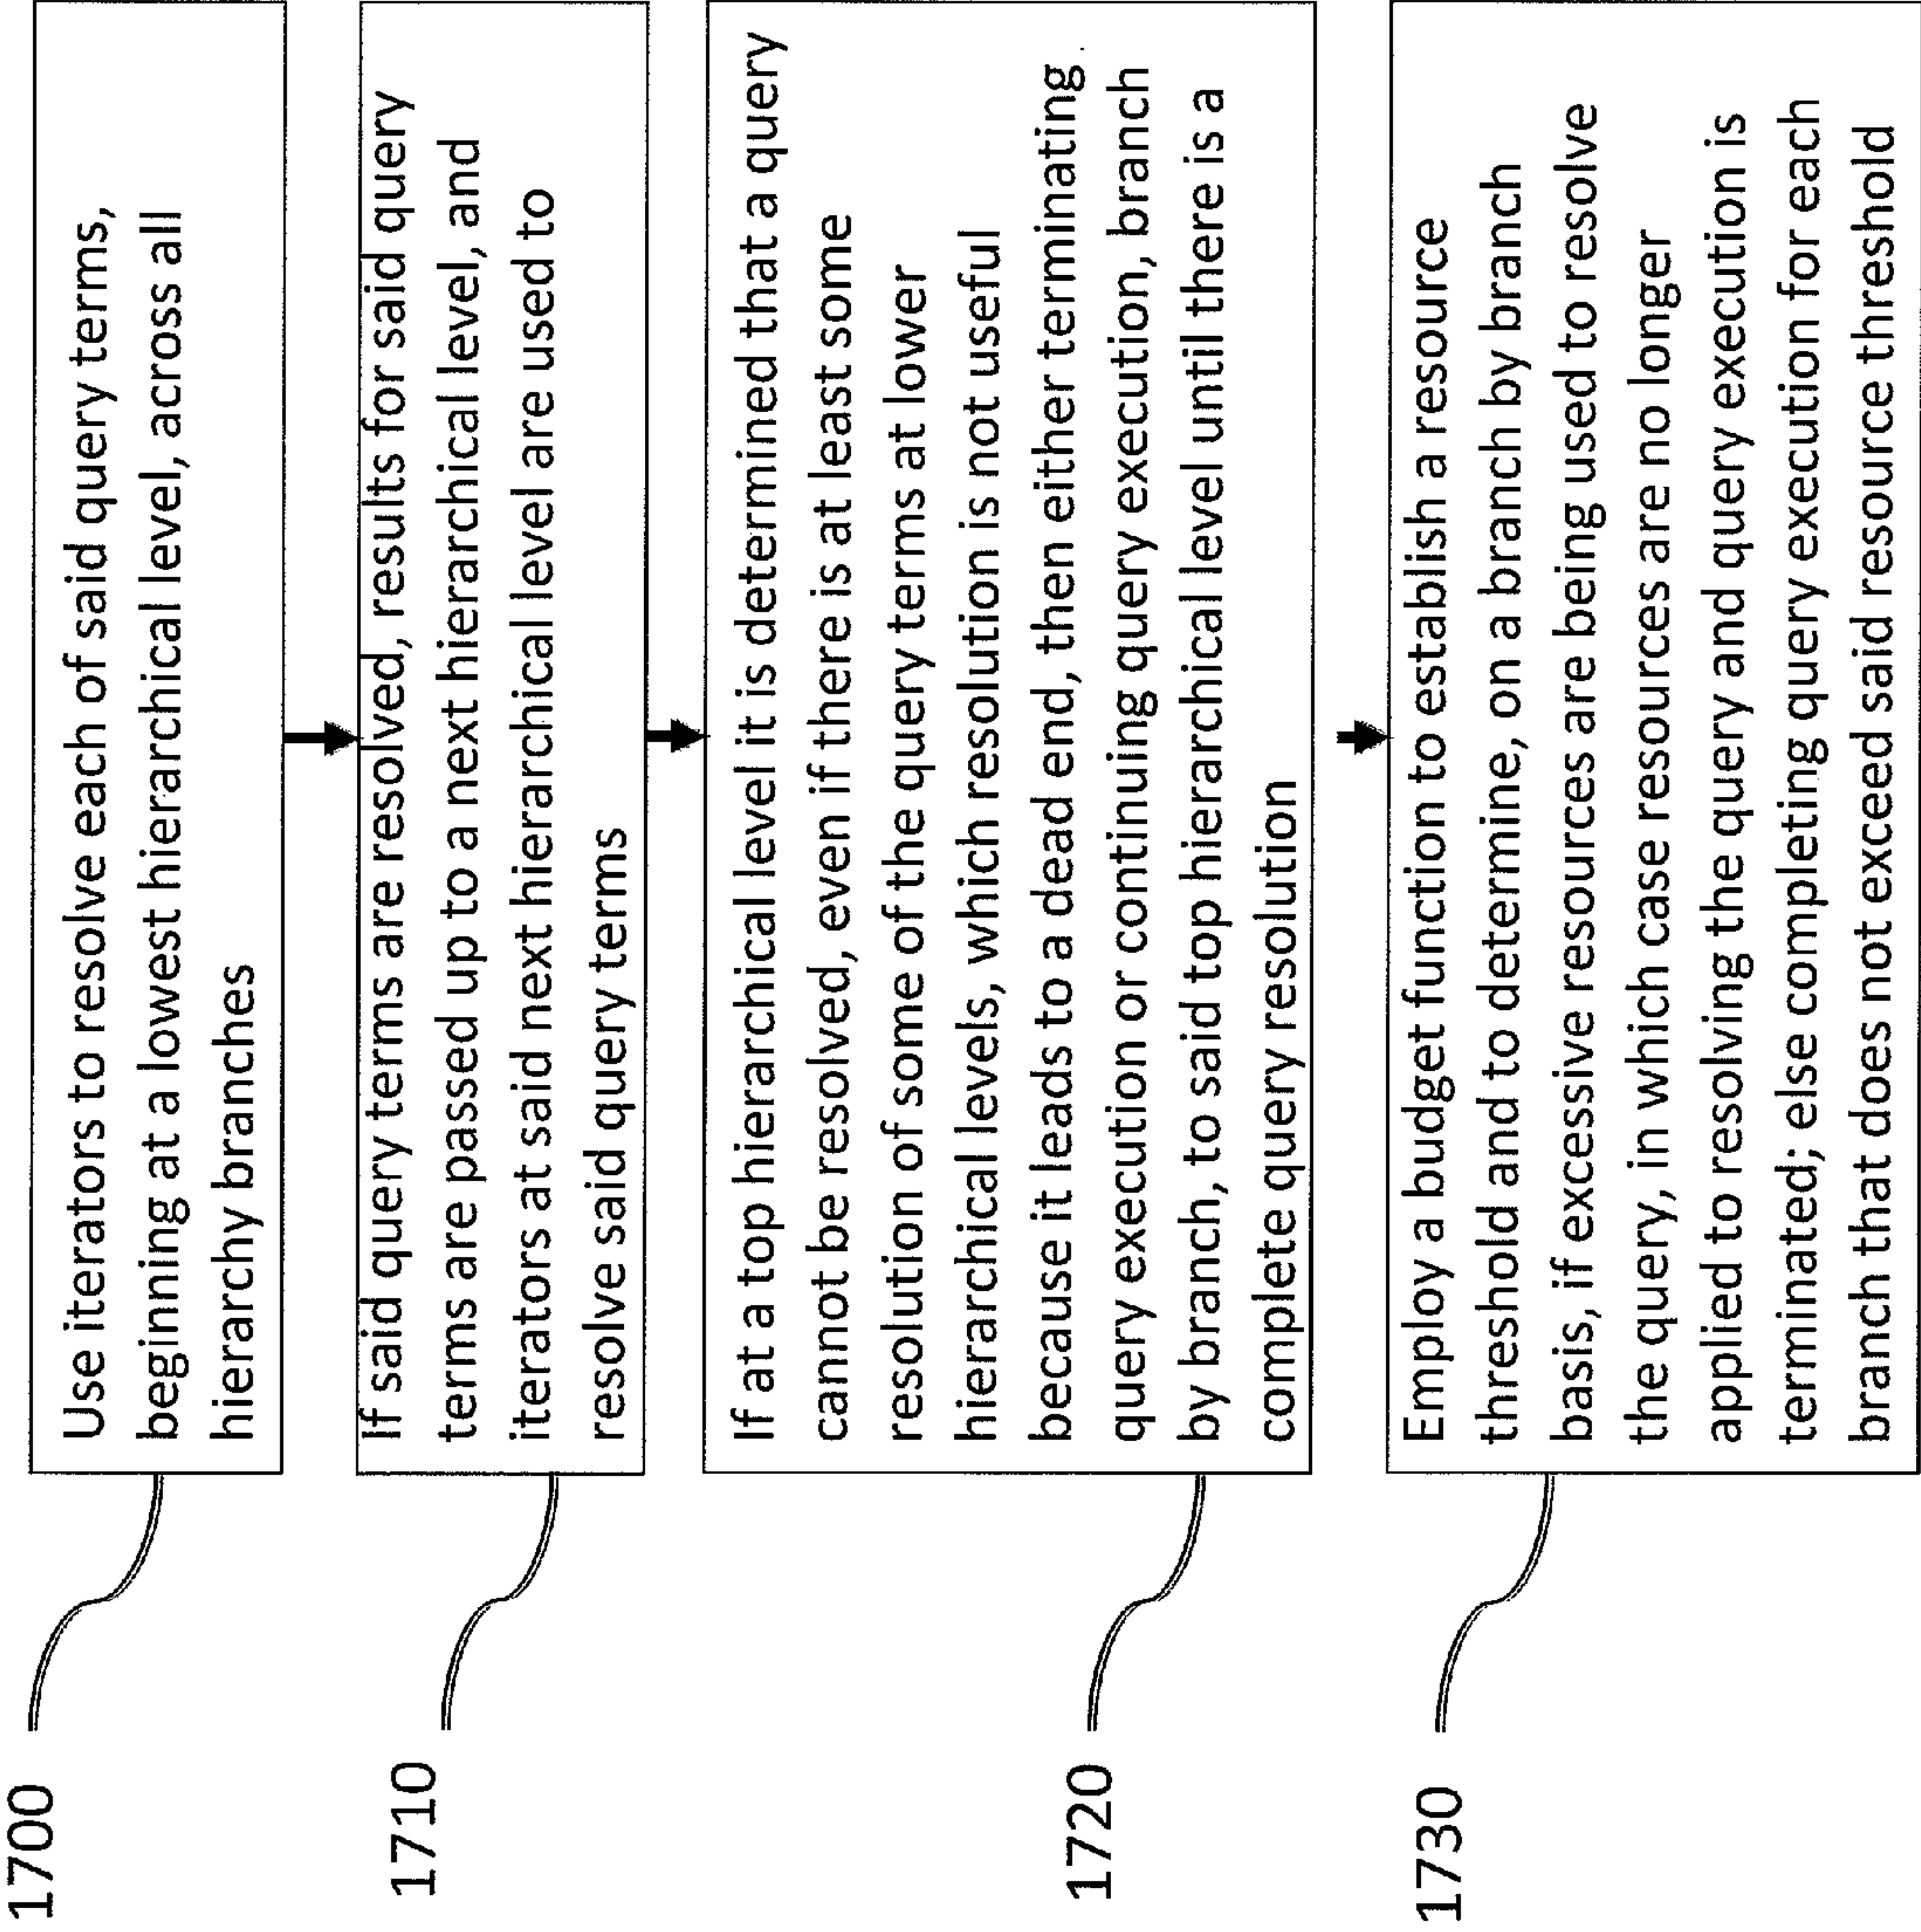 1700
Use iterators to resolve each of said query terms,
beginning at a lowest hierarchical level, across all
hierarchy branches
1710
If said query terms are resolved, results for said query
terms are passed up to a next hierarchical level, and
iterators at said next hierarchical level are used to
resolve said query terms
1720
If at a top hierarchical level it is determined that a query
cannot be resolved, even if there is at least some
resolution of some of the query terms at lower
hierarchical levels, which resolution is not useful
because it leads to a dead end, then either terminating
query execution or continuing query execution, branch
by branch, to said top hierarchical level until there is a
complete query resolution
1730
Employ a budget function to establish a resource
threshold and to determine, on a branch by branch
basis, if excessive resources are being used to resolve
the query, in which case resources are no longer
applied to resolving the query and query execution is
terminated; else completing query execution for each
branch that does not exceed said resource threshold